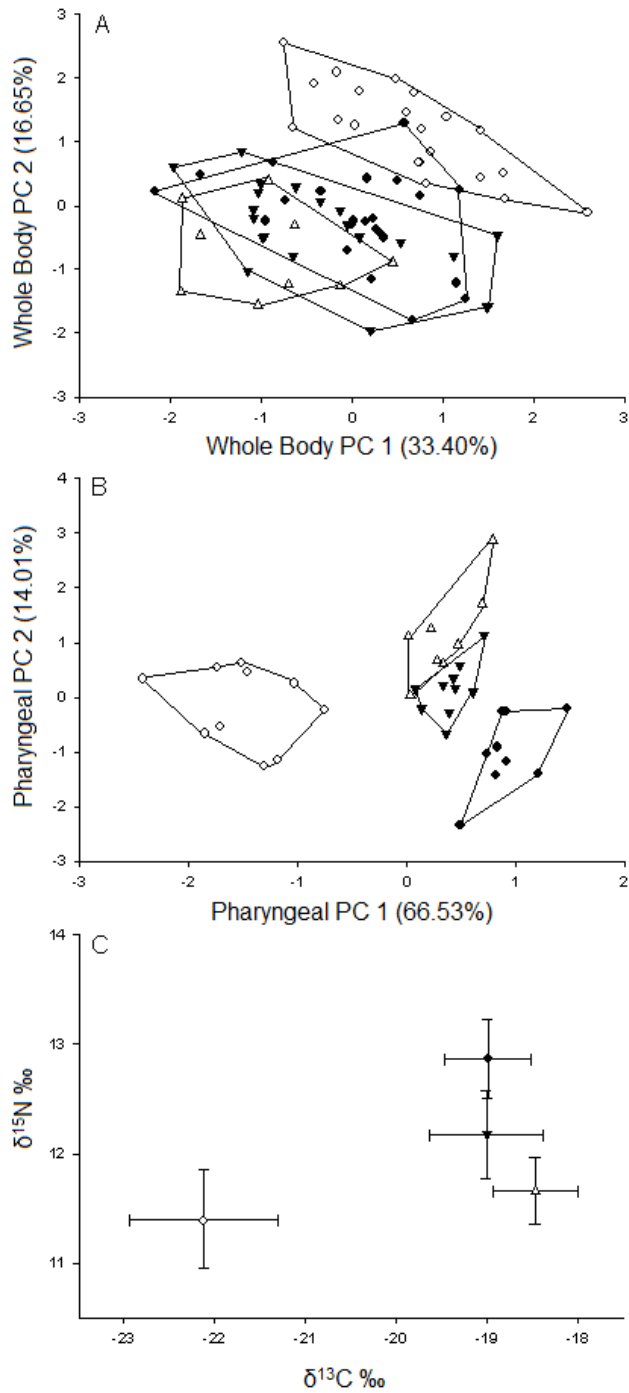 A
3
2
1
0
-1
-2
-3
Whole Body PC 2 (16.65%)
-3 -2 -1 0 1 2 3
Whole Body PC 1 (33.40%)
B
4
3
2
1
0
-1
-2
-3
Pharyngeal PC 2 (14.01%)
-3 -2 -1 0 1 2
Pharyngeal PC 1 (66.53%)
C
14
13
12
11
δ¹⁵N ‰
-23 -22 -21 -20 -19 -18
δ¹³C ‰